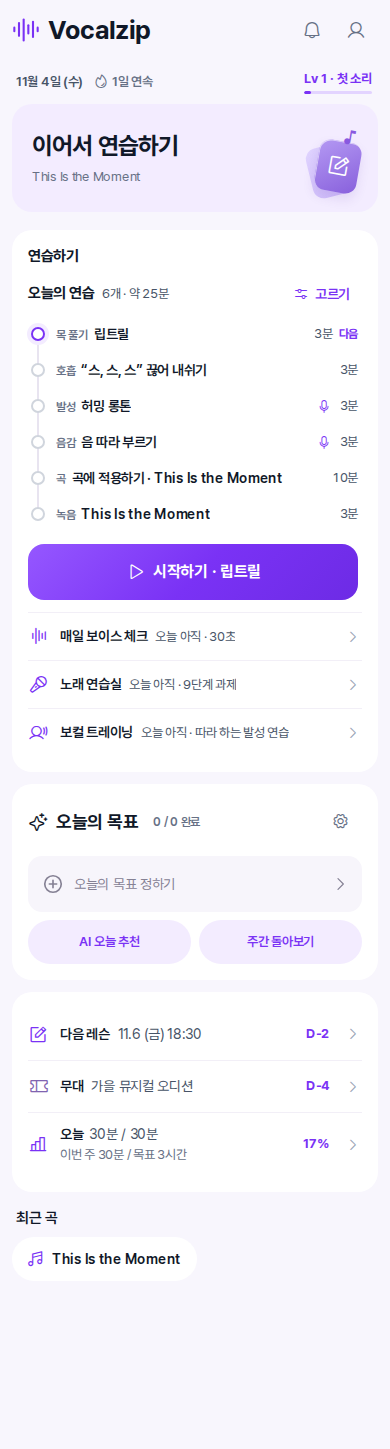 Vocalzip
11월 4일 (수) 1일 연속 Lv 1 · 첫 소리
이어서 연습하기
This Is the Moment
연습하기
오늘의 연습 6개 · 약 25분 고르기
목 풀기 립트릴 3분 다음
호흡 “스, 스, 스” 끊어 내쉬기 3분
발성 허밍 롱톤 3분
음감 음 따라 부르기 3분
곡 곡에 적용하기 · This Is the Moment 10분
녹음 This Is the Moment 3분
시작하기 · 립트릴
매일 보이스 체크 오늘 아직 · 30초
노래 연습실 오늘 아직 · 9단계 과제
보컬 트레이닝 오늘 아직 · 따라 하는 발성 연습
오늘의 목표 0 / 0 완료
오늘의 목표 정하기
AI 오늘 추천 주간 돌아보기
다음 레슨 11.6 (금) 18:30 D-2
무대 가을 뮤지컬 오디션 D-4
오늘 30분 / 30분 17%
이번 주 30분 / 목표 3시간
최근 곡
This Is the Moment